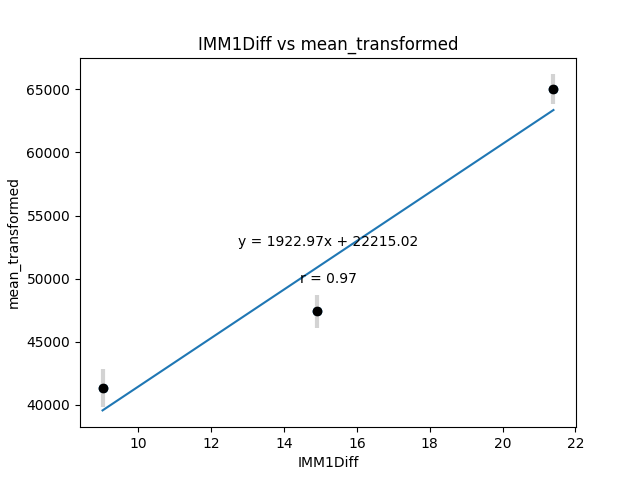 IMM1Diff vs mean_transformed
65000
60000
55000
50000
45000
40000
mean_transformed
y = 1922.97x + 22215.02
r = 0.97
10 12 14 16 18 20 22
IMM1Diff